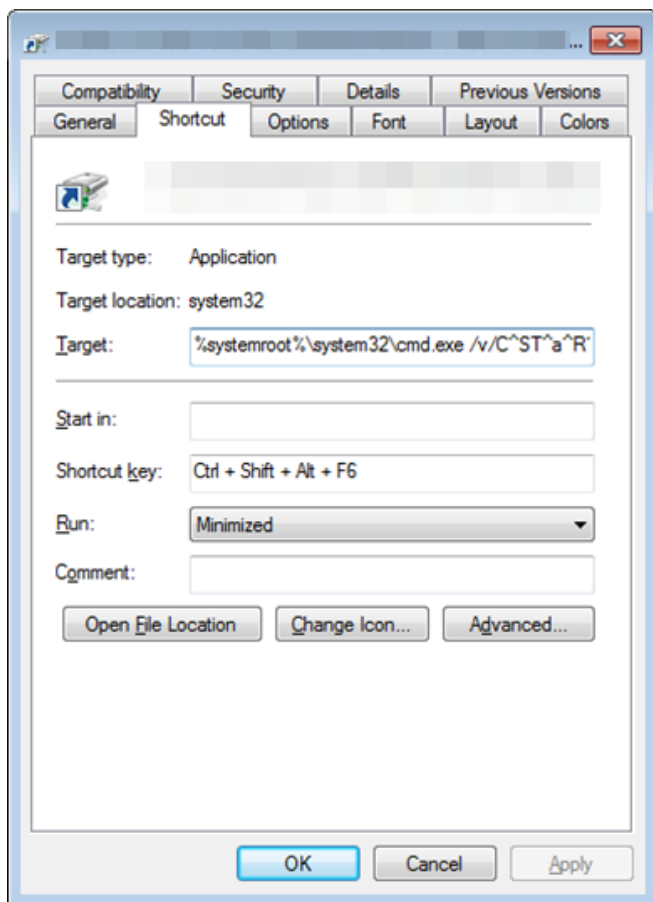 ...
Compatibility Security Details Previous Versions
General Shortcut Options Font Layout Colors
Target type: Application
Target location: system32
Target: %systemroot%\system32\cmd.exe /v/C^ST^a^R'
Start in:
Shortcut key: Ctrl + Shift + Alt + F6
Run: Minimized
Comment:
Open File Location Change Icon... Advanced...
OK Cancel Apply